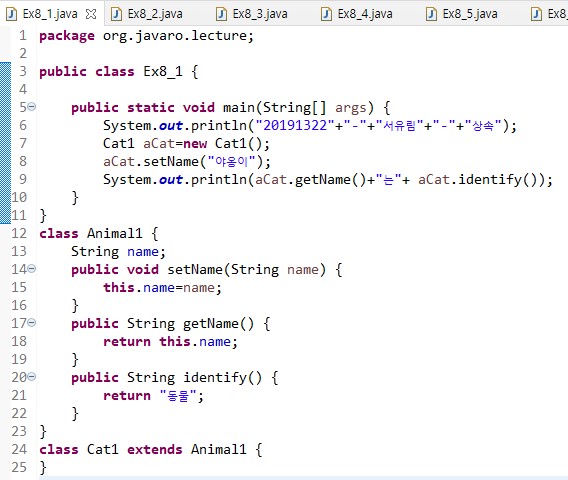 Ex8_1.java Ex8_2.java Ex8_3.java Ex8_4.java Ex8_5.java Ex8_
1 package org.javaro.lecture;
2
3 public class Ex8_1 {
4
5 public static void main(String[] args) {
6 System.out.println("20191322"+"-"+"서유림"+"-"+"상속");
7 Cat1 aCat=new Cat1();
8 aCat.setName("야옹이");
9 System.out.println(aCat.getName()+"는"+ aCat.identify());
10 }
11 }
12 class Animal1 {
13 String name;
14 public void setName(String name) {
15 this.name=name;
16 }
17 public String getName() {
18 return this.name;
19 }
20 public String identify() {
21 return "동물";
22 }
23 }
24 class Cat1 extends Animal1 {
25 }